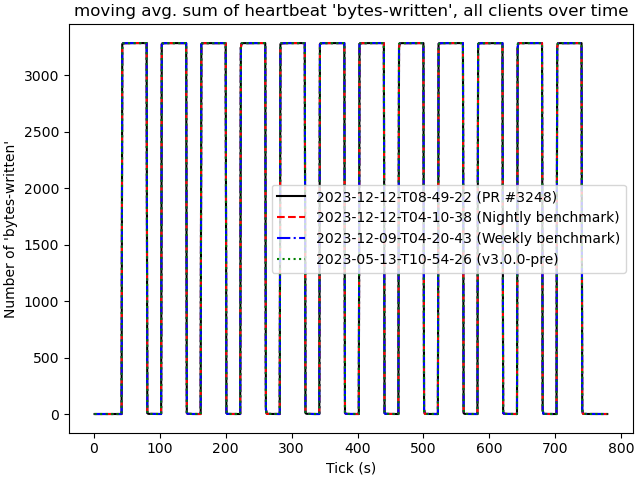 moving avg. sum of heartbeat 'bytes-written', all clients over time
Number of 'bytes-written'
3000
2500
2000
1500
1000
500
0
2023-12-12-T08-49-22 (PR #3248)
2023-12-12-T04-10-38 (Nightly benchmark)
2023-12-09-T04-20-43 (Weekly benchmark)
2023-05-13-T10-54-26 (v3.0.0-pre)
0 100 200 300 400 500 600 700 800
Tick (s)